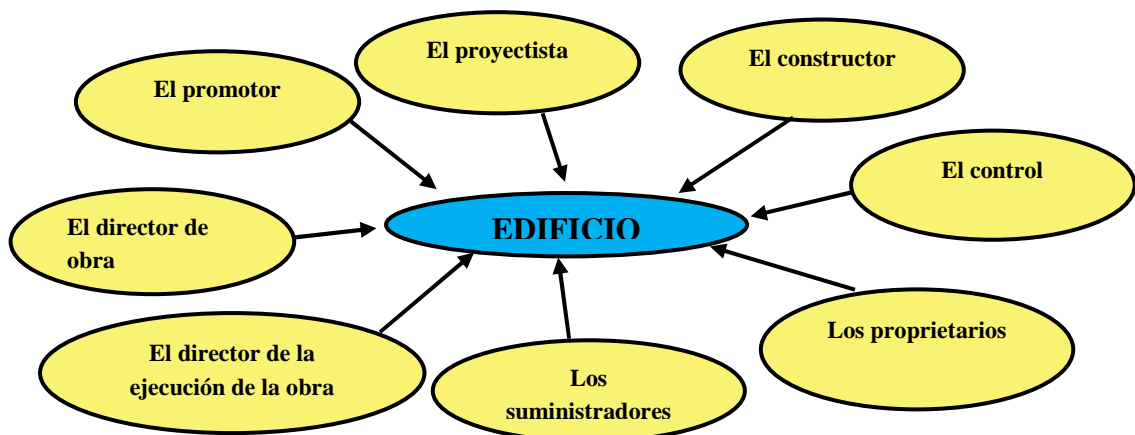 El proyectista
El constructor
El promotor
El control
El director de
obra
EDIFICIO
Los proprietarios
El director de la
ejecución de la obra
Los
suministradores